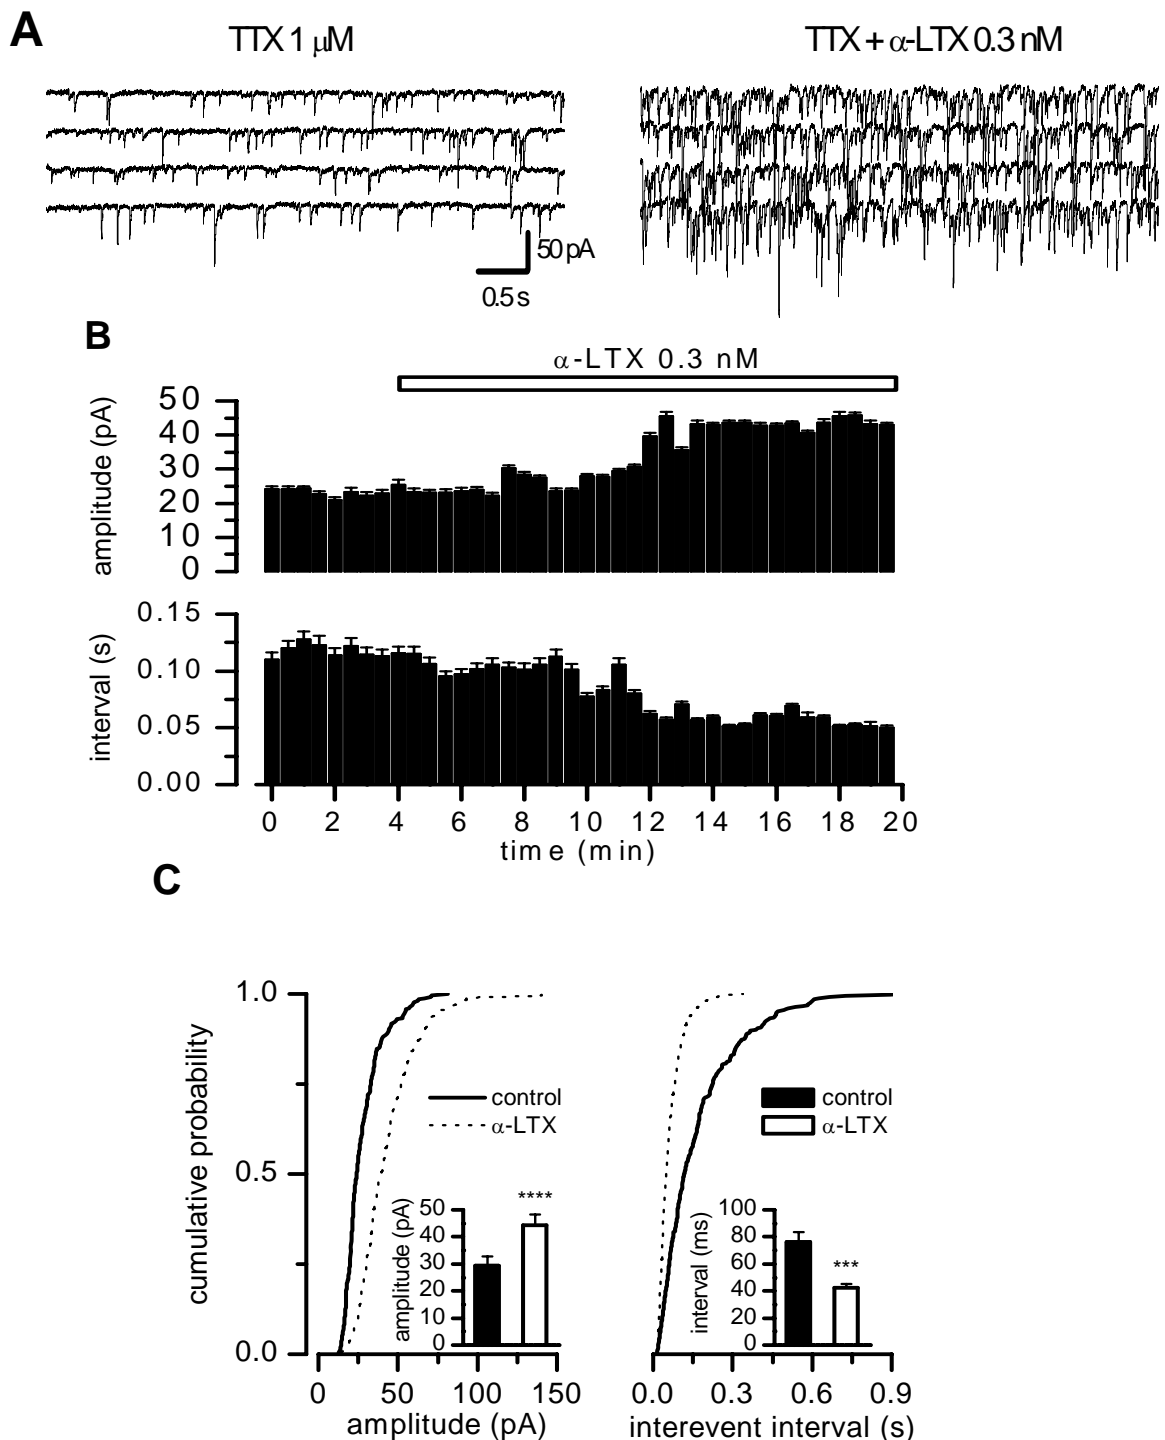 A
TTX 1 μM
TTX + α-LTX 0.3 nM
50 pA
0.5 s
B
α-LTX 0.3 nM
50
40
30
20
10
0
amplitude (pA)
0.15
0.10
0.05
0.00
interval (s)
0 2 4 6 8 10 12 14 16 18 20
time (min)
C
1.0
0.5
0.0
cumulative probability
control
α-LTX
50
40
30
20
10
0
amplitude (pA)
****
0 50 100 150
amplitude (pA)
control
α-LTX
100
80
60
40
20
0
interval (ms)
***
0.0 0.3 0.6 0.9
interevent interval (s)